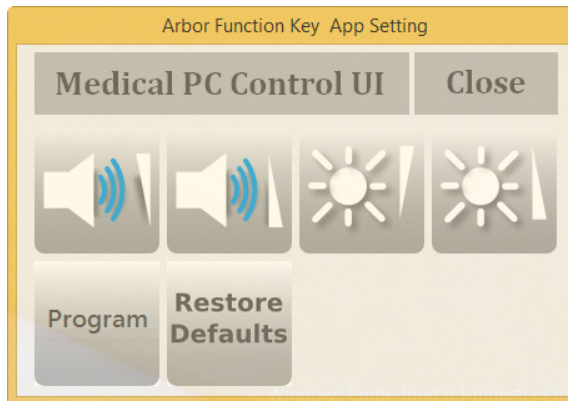 Arbor Function Key App Setting
Medical PC Control UI
Close
Program
Restore
Defaults